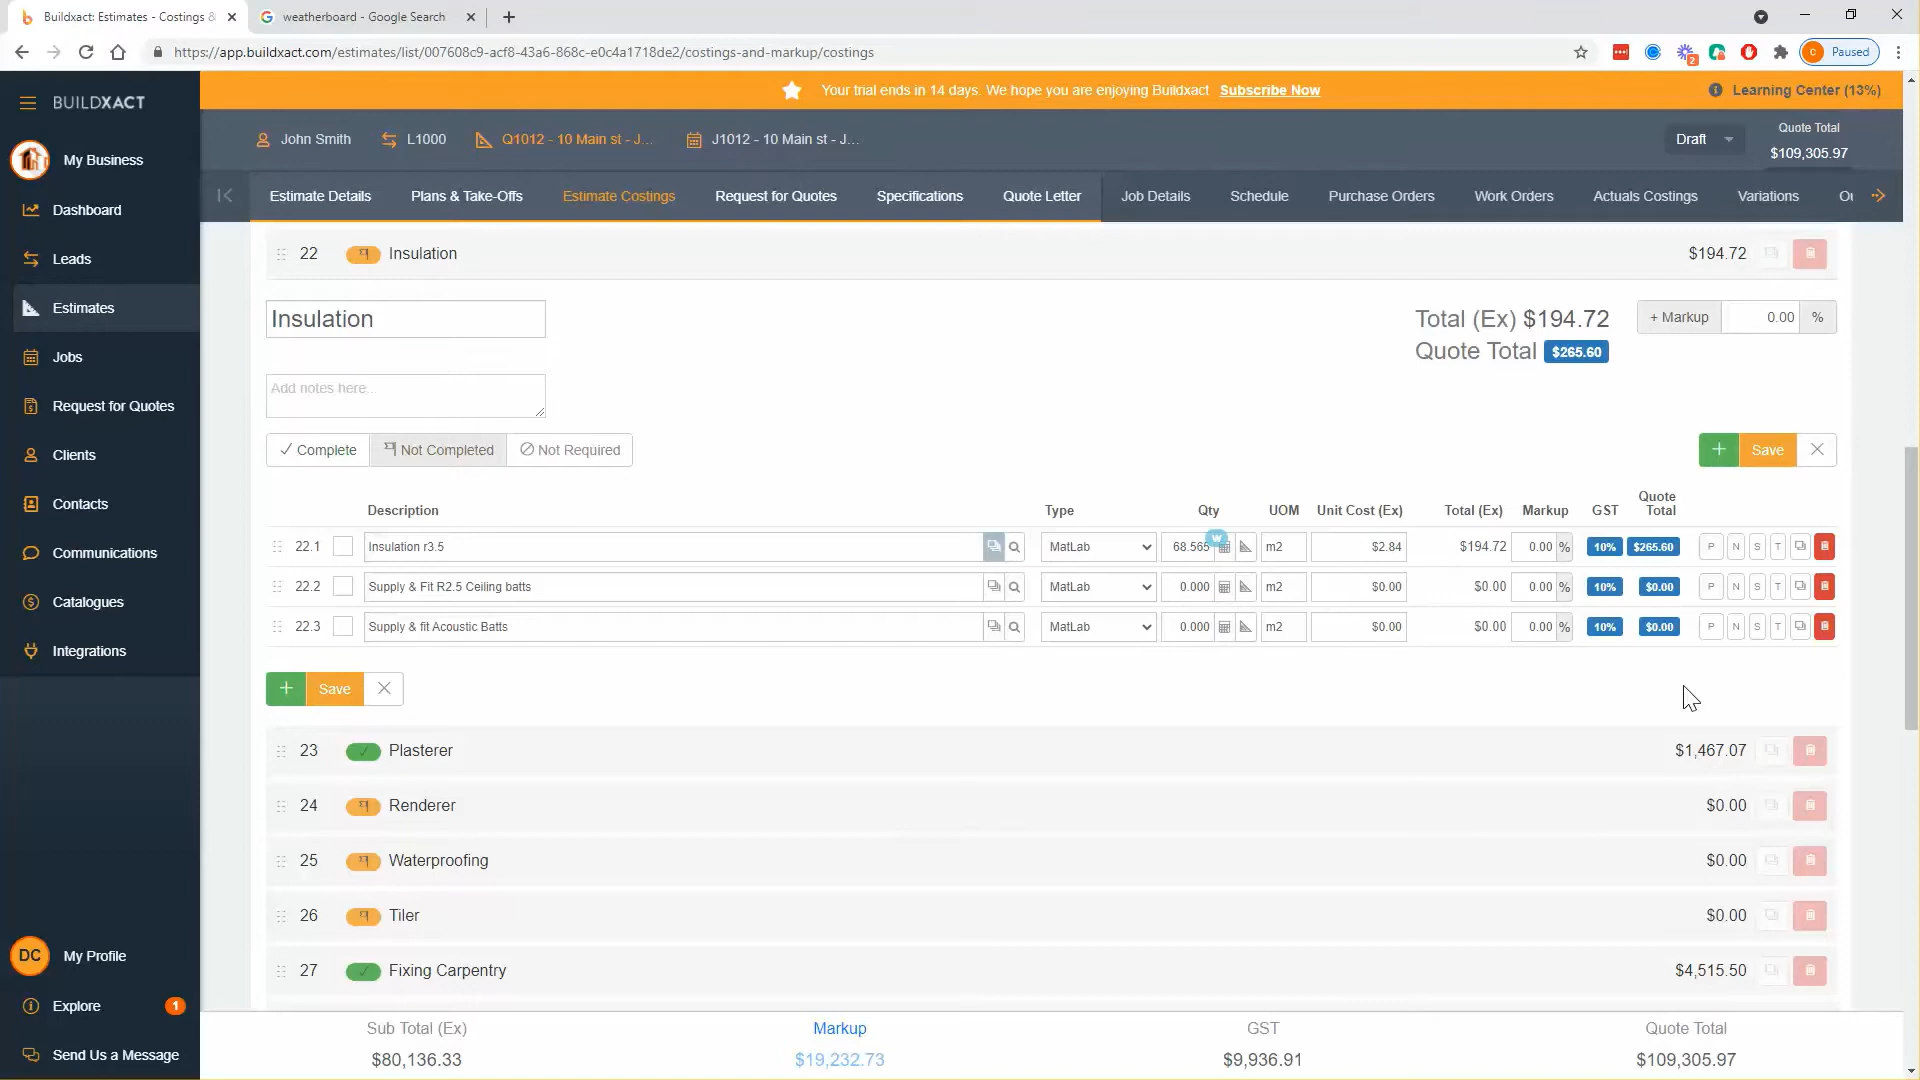 Buildxact: Estimates - Costings &
weatherboard - Google Search
https://app.buildxact.com/estimates/list/007608c9-acf8-43a6-868c-e0c4a1718de2/costings-and-markup/costings
2
C Paused
BUILDXACT
Your trial ends in 14 days. We hope you are enjoying Buildxact Subscribe Now
Learning Center (13%)
John Smith
L1000
Q1012 - 10 Main st - J...
J1012 - 10 Main st - J...
Draft
Quote Total
$109,305.97
My Business
Dashboard
Leads
Estimates
Jobs
Request for Quotes
Clients
Contacts
Communications
Catalogues
Integrations
DC My Profile
Explore 1
Send Us a Message
Estimate Details
Plans & Take-Offs
Estimate Costings
Request for Quotes
Specifications
Quote Letter
Job Details
Schedule
Purchase Orders
Work Orders
Actuals Costings
Variations
22 Insulation $194.72
Insulation
Total (Ex) $194.72
+ Markup 0.00 %
Quote Total $265.60
Add notes here...
Complete Not Completed Not Required
+ Save
Description Type Qty UOM Unit Cost (Ex) Total (Ex) Markup GST Quote Total
22.1 Insulation r3.5 MatLab 68.565 w m2 $2.84 $194.72 0.00 % 10% $265.60 P N S T
22.2 Supply & Fit R2.5 Ceiling batts MatLab 0.000 m2 $0.00 $0.00 0.00 % 10% $0.00 P N S T
22.3 Supply & fit Acoustic Batts MatLab 0.000 m2 $0.00 $0.00 0.00 % 10% $0.00 P N S T
+ Save
23 Plasterer $1,467.07
24 Renderer $0.00
25 Waterproofing $0.00
26 Tiler $0.00
27 Fixing Carpentry $4,515.50
Sub Total (Ex) Markup GST Quote Total
$80,136.33 $19,232.73 $9,936.91 $109,305.97